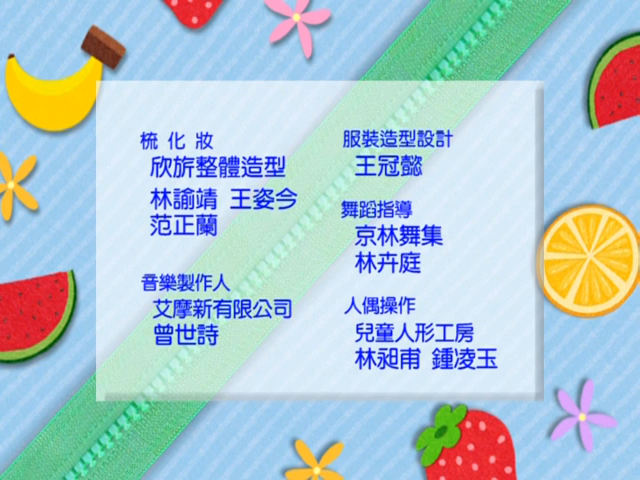 梳 化 妝
欣旂整體造型
林諭靖 王姿今
范正蘭
音樂製作人
艾摩新有限公司
曾世詩
服裝造型設計
王冠懿
舞蹈指導
京林舞集
林卉庭
人偶操作
兒童人形工房
林昶甫 鍾凌玉